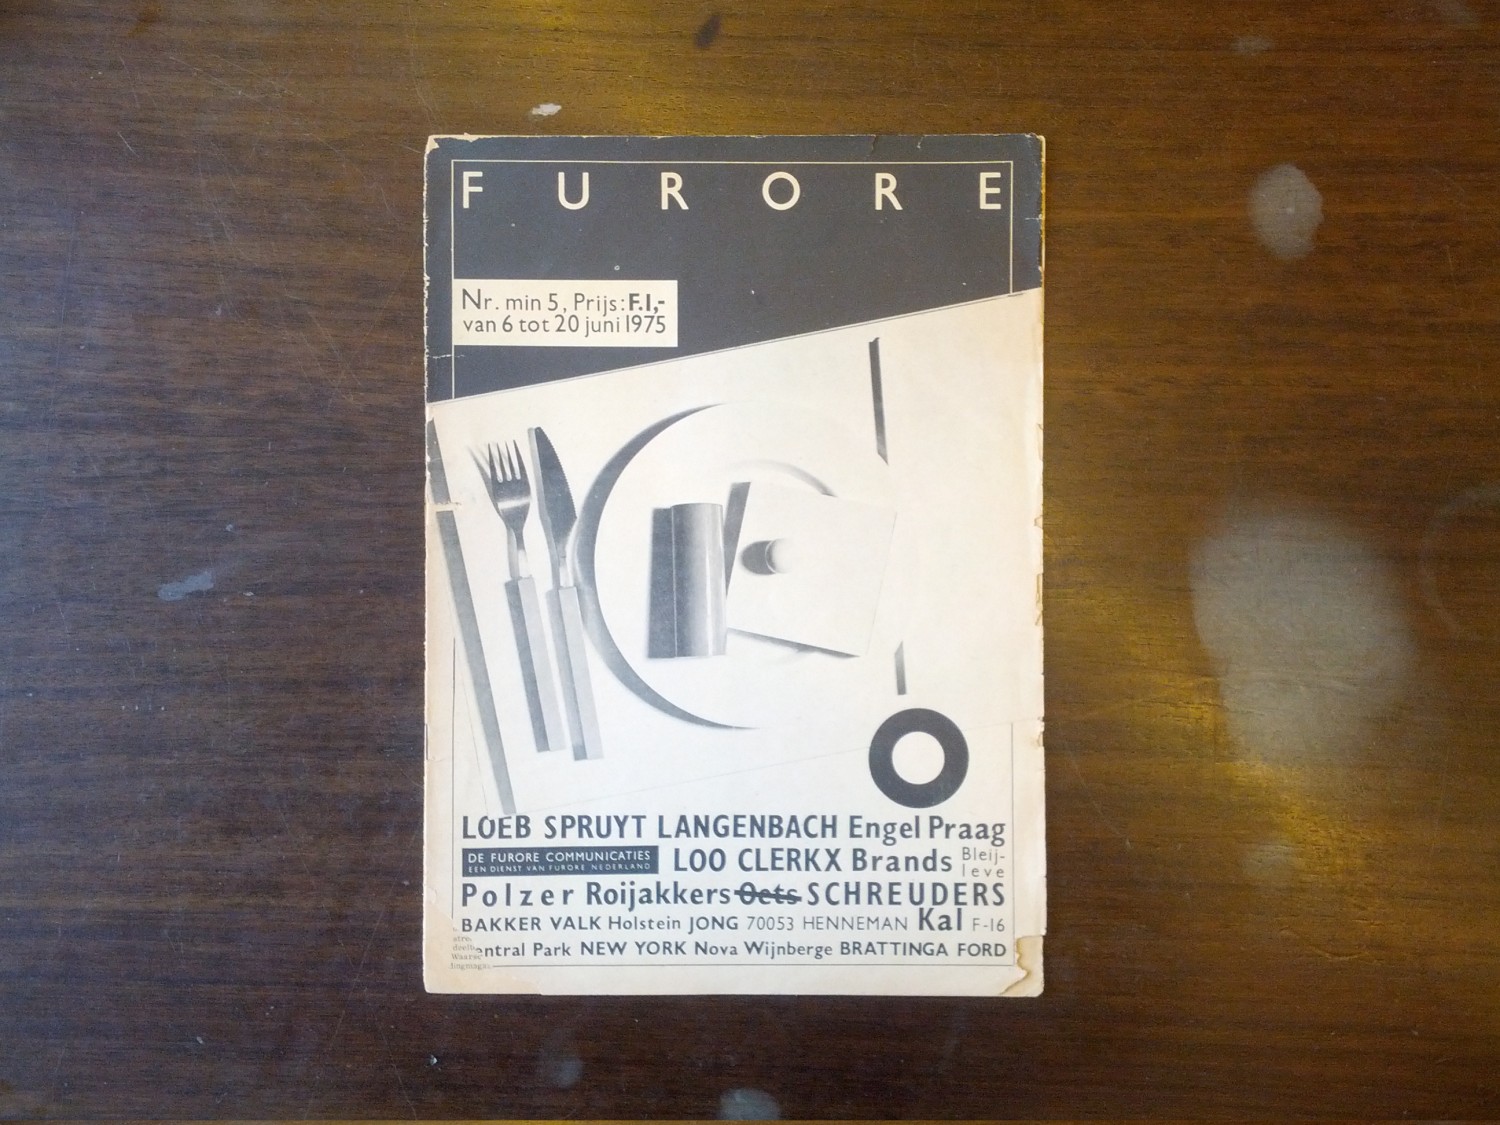 FURORE
Nr. min 5, Prijs: F.1,-
van 6 tot 20 juni 1975
LOEB SPRUYT LANGENBACH Engel Praag
DE FURORE COMMUNICATIES
EEN DIENST VAN FURORE NEDERLAND
LOO CLERKX Brands Bleij-
leve
Polzer Roijakkers Oets SCHREUDERS
BAKKER VALK Holstein JONG 70053 HENNEMAN Kal F-16
entral Park NEW YORK Nova Wijnberge BRATTINGA FORD